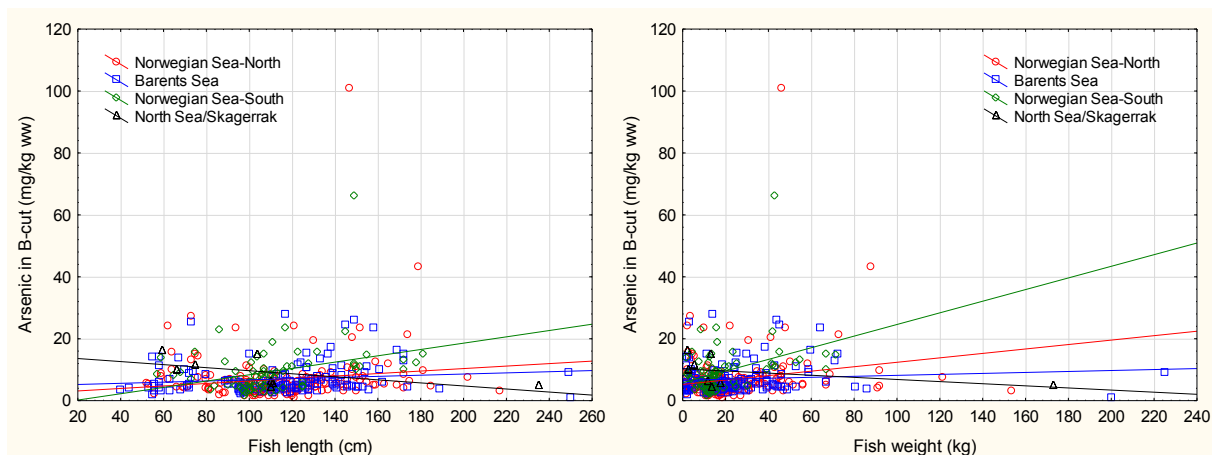 120
100
80
60
40
20
0
Arsenic in B-cut (mg/kg ww)
Norwegian Sea-North
Barents Sea
Norwegian Sea-South
North Sea/Skagerrak
20 40 60 80 100 120 140 160 180 200 220 240 260
Fish length (cm)
120
100
80
60
40
20
0
Arsenic in B-cut (mg/kg ww)
Norwegian Sea-North
Barents Sea
Norwegian Sea-South
North Sea/Skagerrak
0 20 40 60 80 100 120 140 160 180 200 220 240
Fish weight (kg)